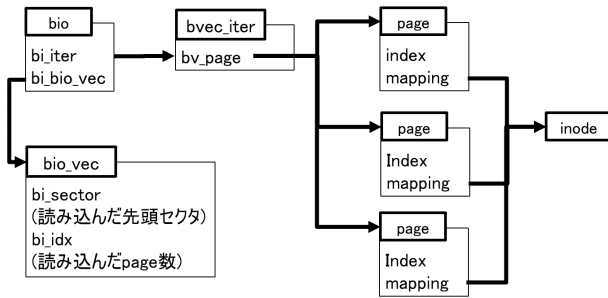 bio
bi_iter
bi_bio_vec
bvec_iter
bv_page
page
index
mapping
page
Index
mapping
page
Index
mapping
inode
bio_vec
bi_sector
(読み込んだ先頭セクタ)
bi_idx
(読み込んだpage数)